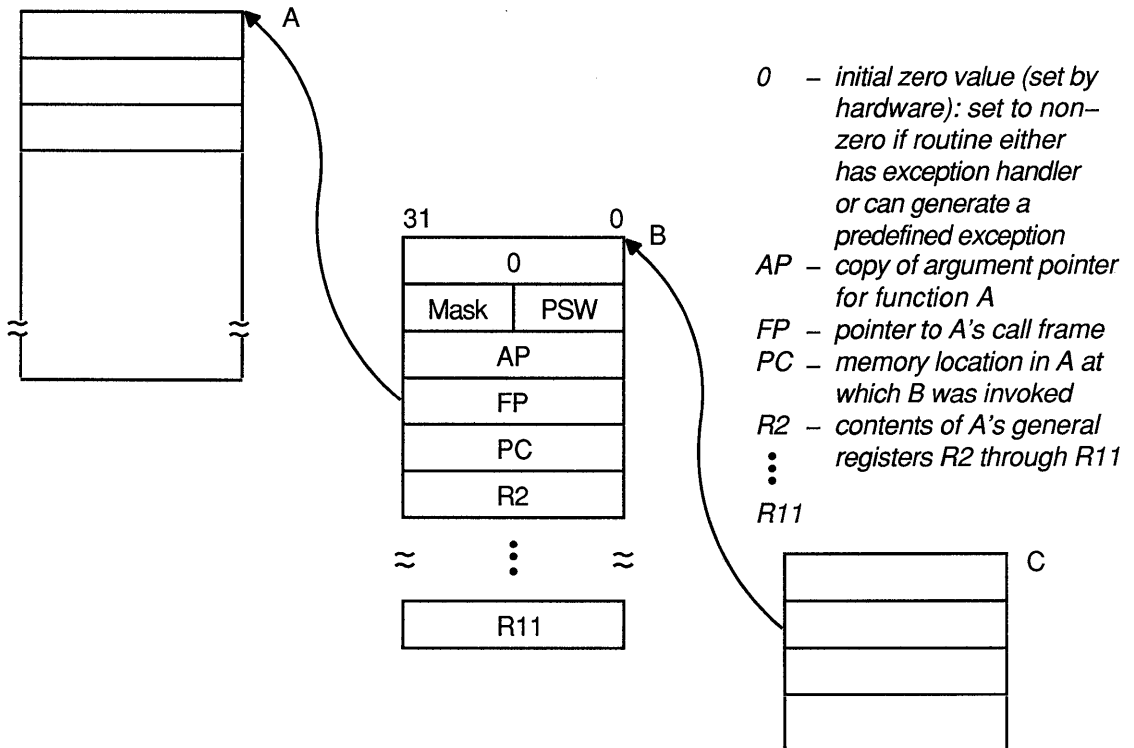 A
0 – initial zero value (set by
hardware): set to non–
zero if routine either
has exception handler
or can generate a
predefined exception
AP – copy of argument pointer
for function A
FP – pointer to A's call frame
PC – memory location in A at
which B was invoked
R2 – contents of A's general
registers R2 through R11
R11
31 0
B
0
Mask PSW
AP
FP
PC
R2
R11
C